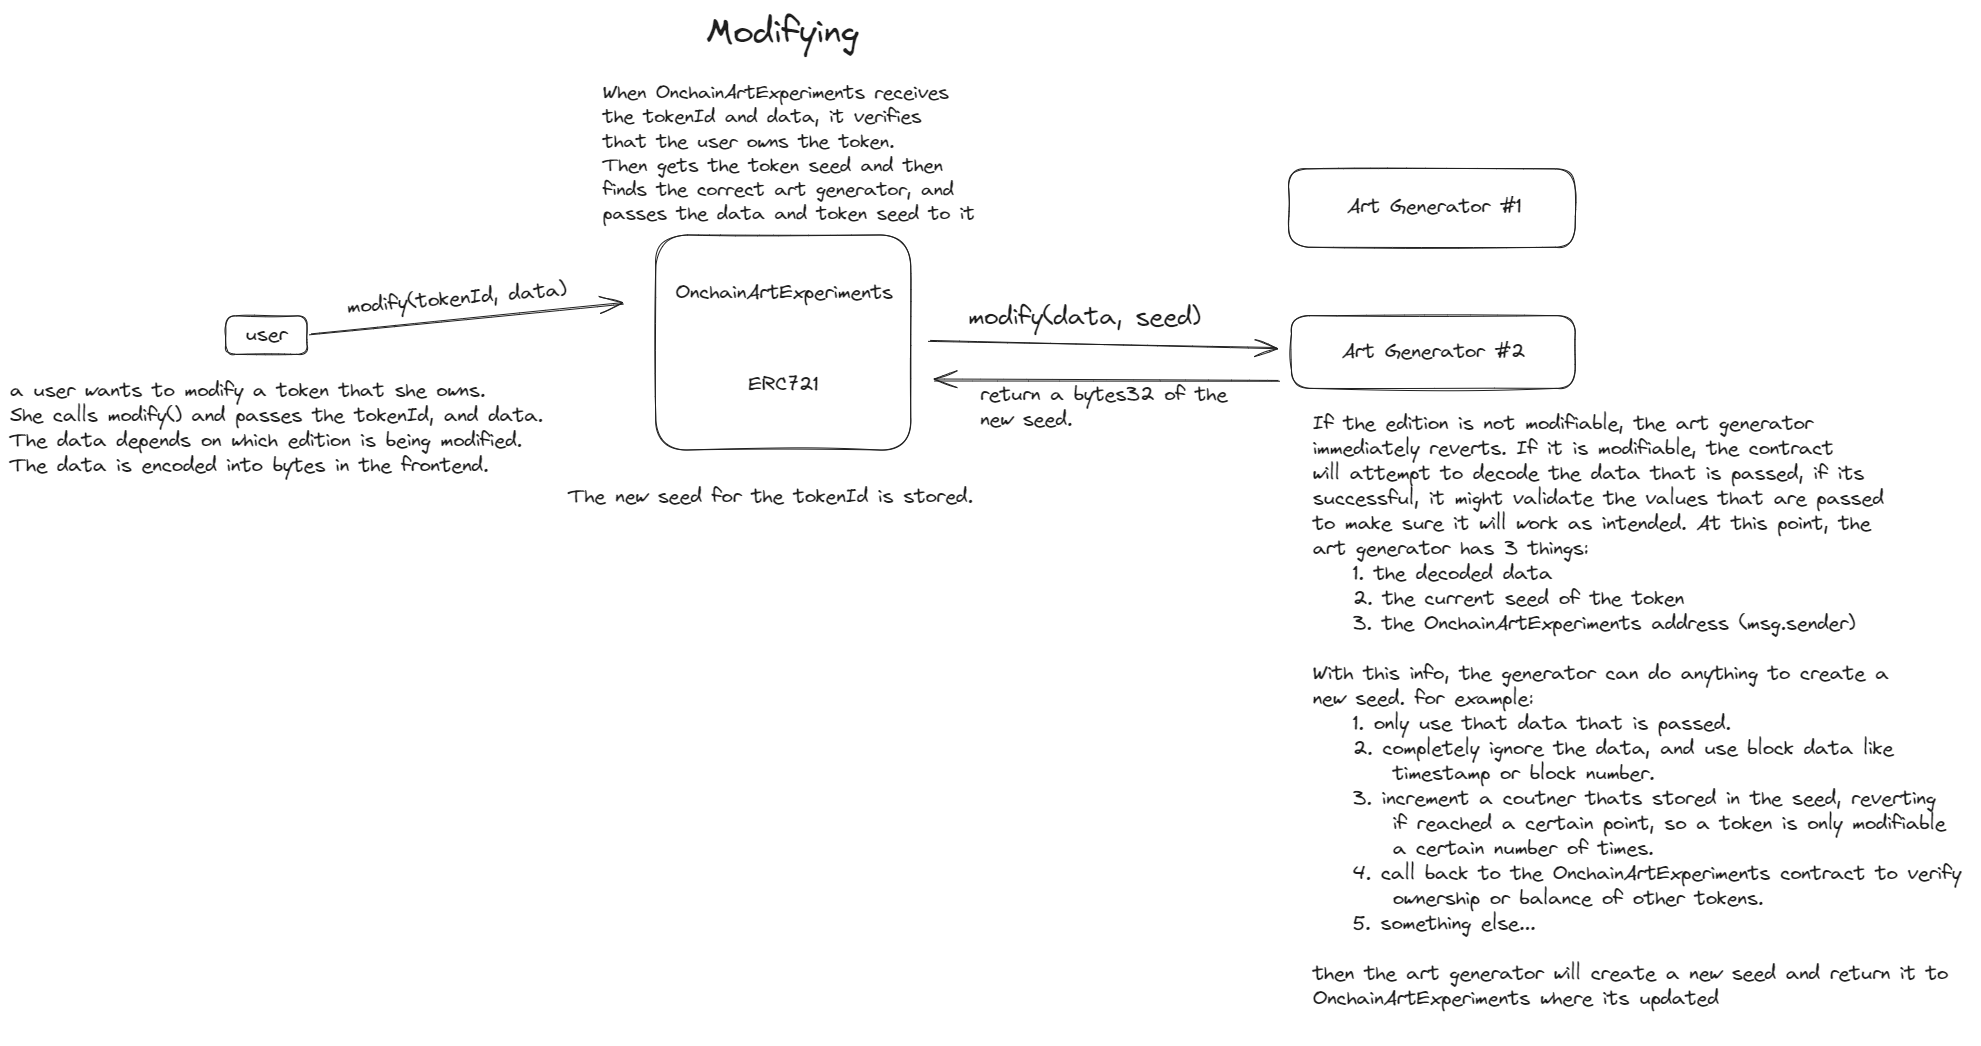 Modifying
When OnchainArtExperiments receives
the tokenId and data, it verifies
that the user owns the token.
Then gets the token seed and then
finds the correct art generator, and
passes the data and token seed to it
Art Generator #1
modify(tokenId, data)
OnchainArtExperiments
user
modify(data, seed)
Art Generator #2
ERC721
return a bytes32 of the
new seed.
a user wants to modify a token that she owns.
She calls modify() and passes the tokenId, and data.
The data depends on which edition is being modified.
The data is encoded into bytes in the frontend.
The new seed for the tokenId is stored.
If the edition is not modifiable, the art generator
immediately reverts. If it is modifiable, the contract
will attempt to decode the data that is passed, if its
successful, it might validate the values that are passed
to make sure it will work as intended. At this point, the
art generator has 3 things:
1. the decoded data
2. the current seed of the token
3. the OnchainArtExperiments address (msg.sender)
With this info, the generator can do anything to create a
new seed. for example:
1. only use that data that is passed.
2. completely ignore the data, and use block data like
timestamp or block number.
3. increment a coutner thats stored in the seed, reverting
if reached a certain point, so a token is only modifiable
a certain number of times.
4. call back to the OnchainArtExperiments contract to verify
ownership or balance of other tokens.
5. something else...
then the art generator will create a new seed and return it to
OnchainArtExperiments where its updated